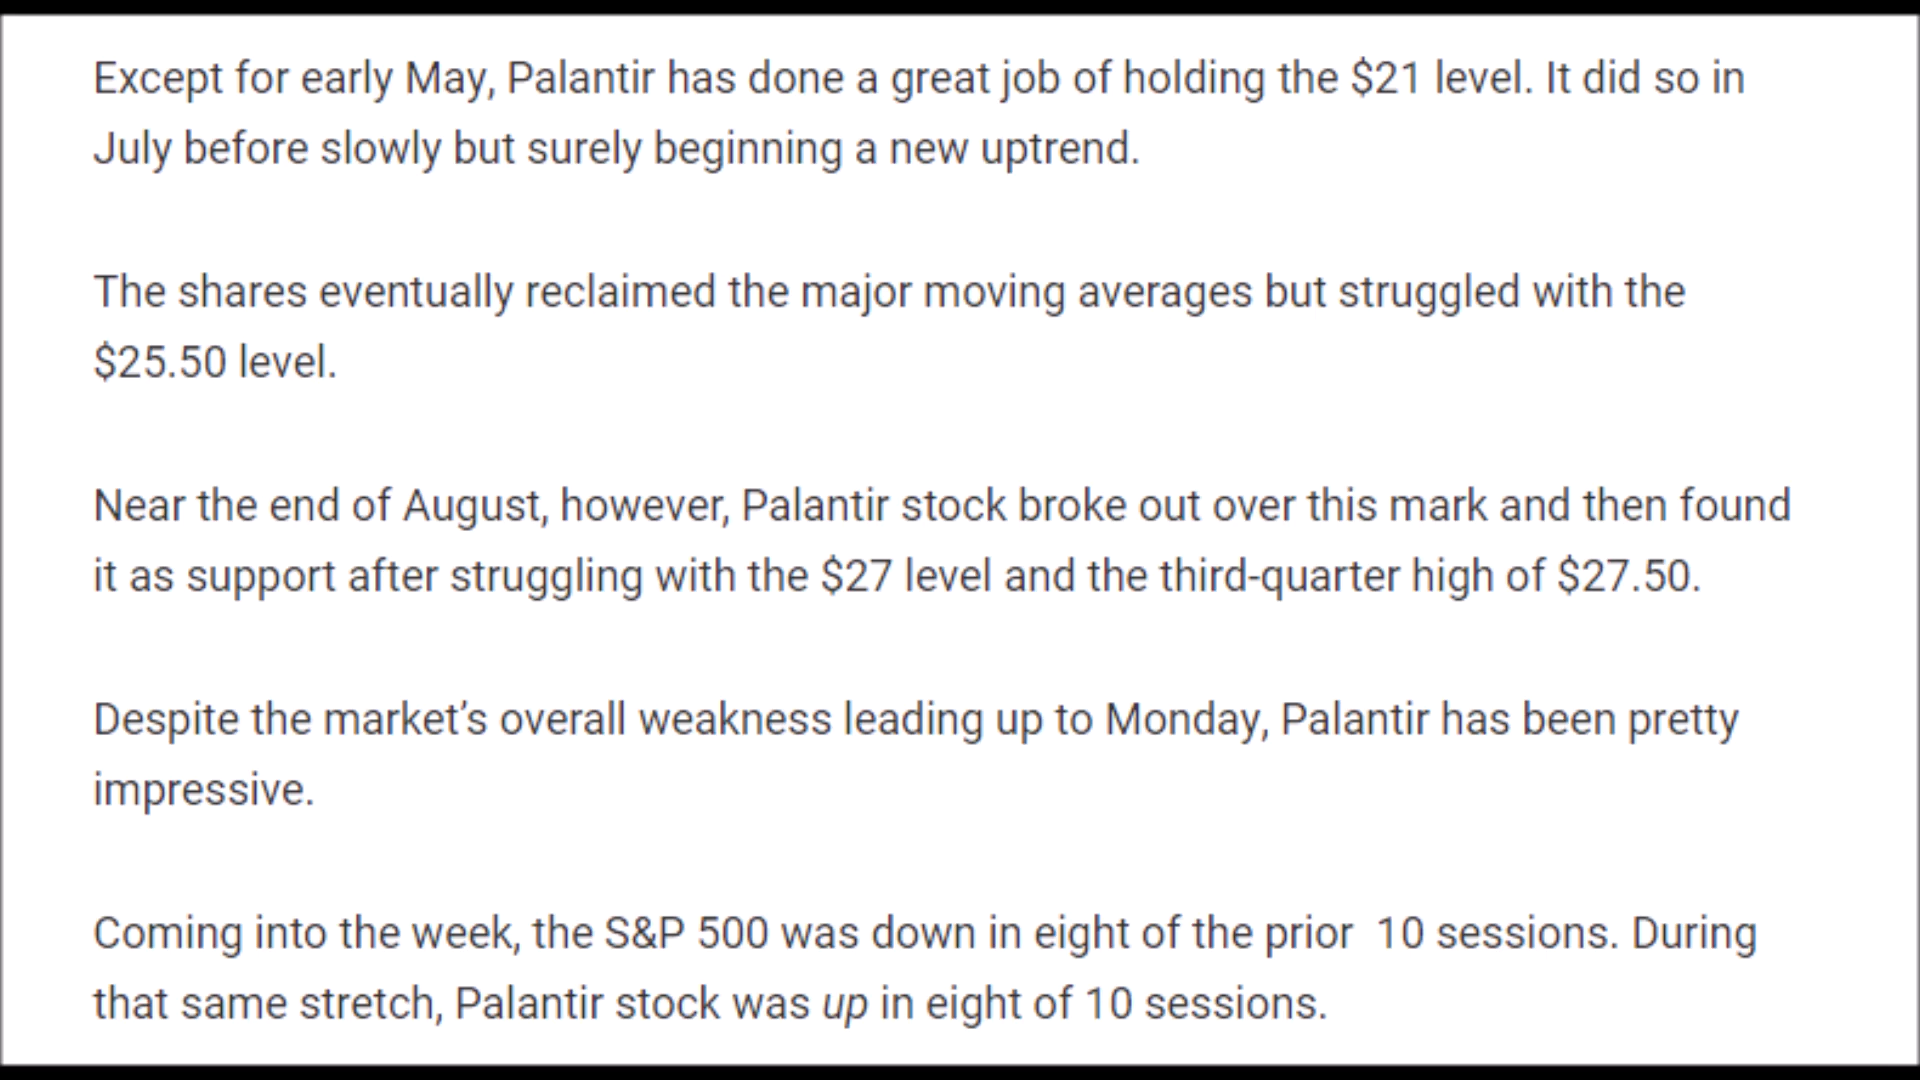 Except for early May, Palantir has done a great job of holding the $21 level. It did so in
July before slowly but surely beginning a new uptrend.
The shares eventually reclaimed the major moving averages but struggled with the
$25.50 level.
Near the end of August, however, Palantir stock broke out over this mark and then found
it as support after struggling with the $27 level and the third-quarter high of $27.50.
Despite the market’s overall weakness leading up to Monday, Palantir has been pretty
impressive.
Coming into the week, the S&P 500 was down in eight of the prior  10 sessions. During
that same stretch, Palantir stock was up in eight of 10 sessions.